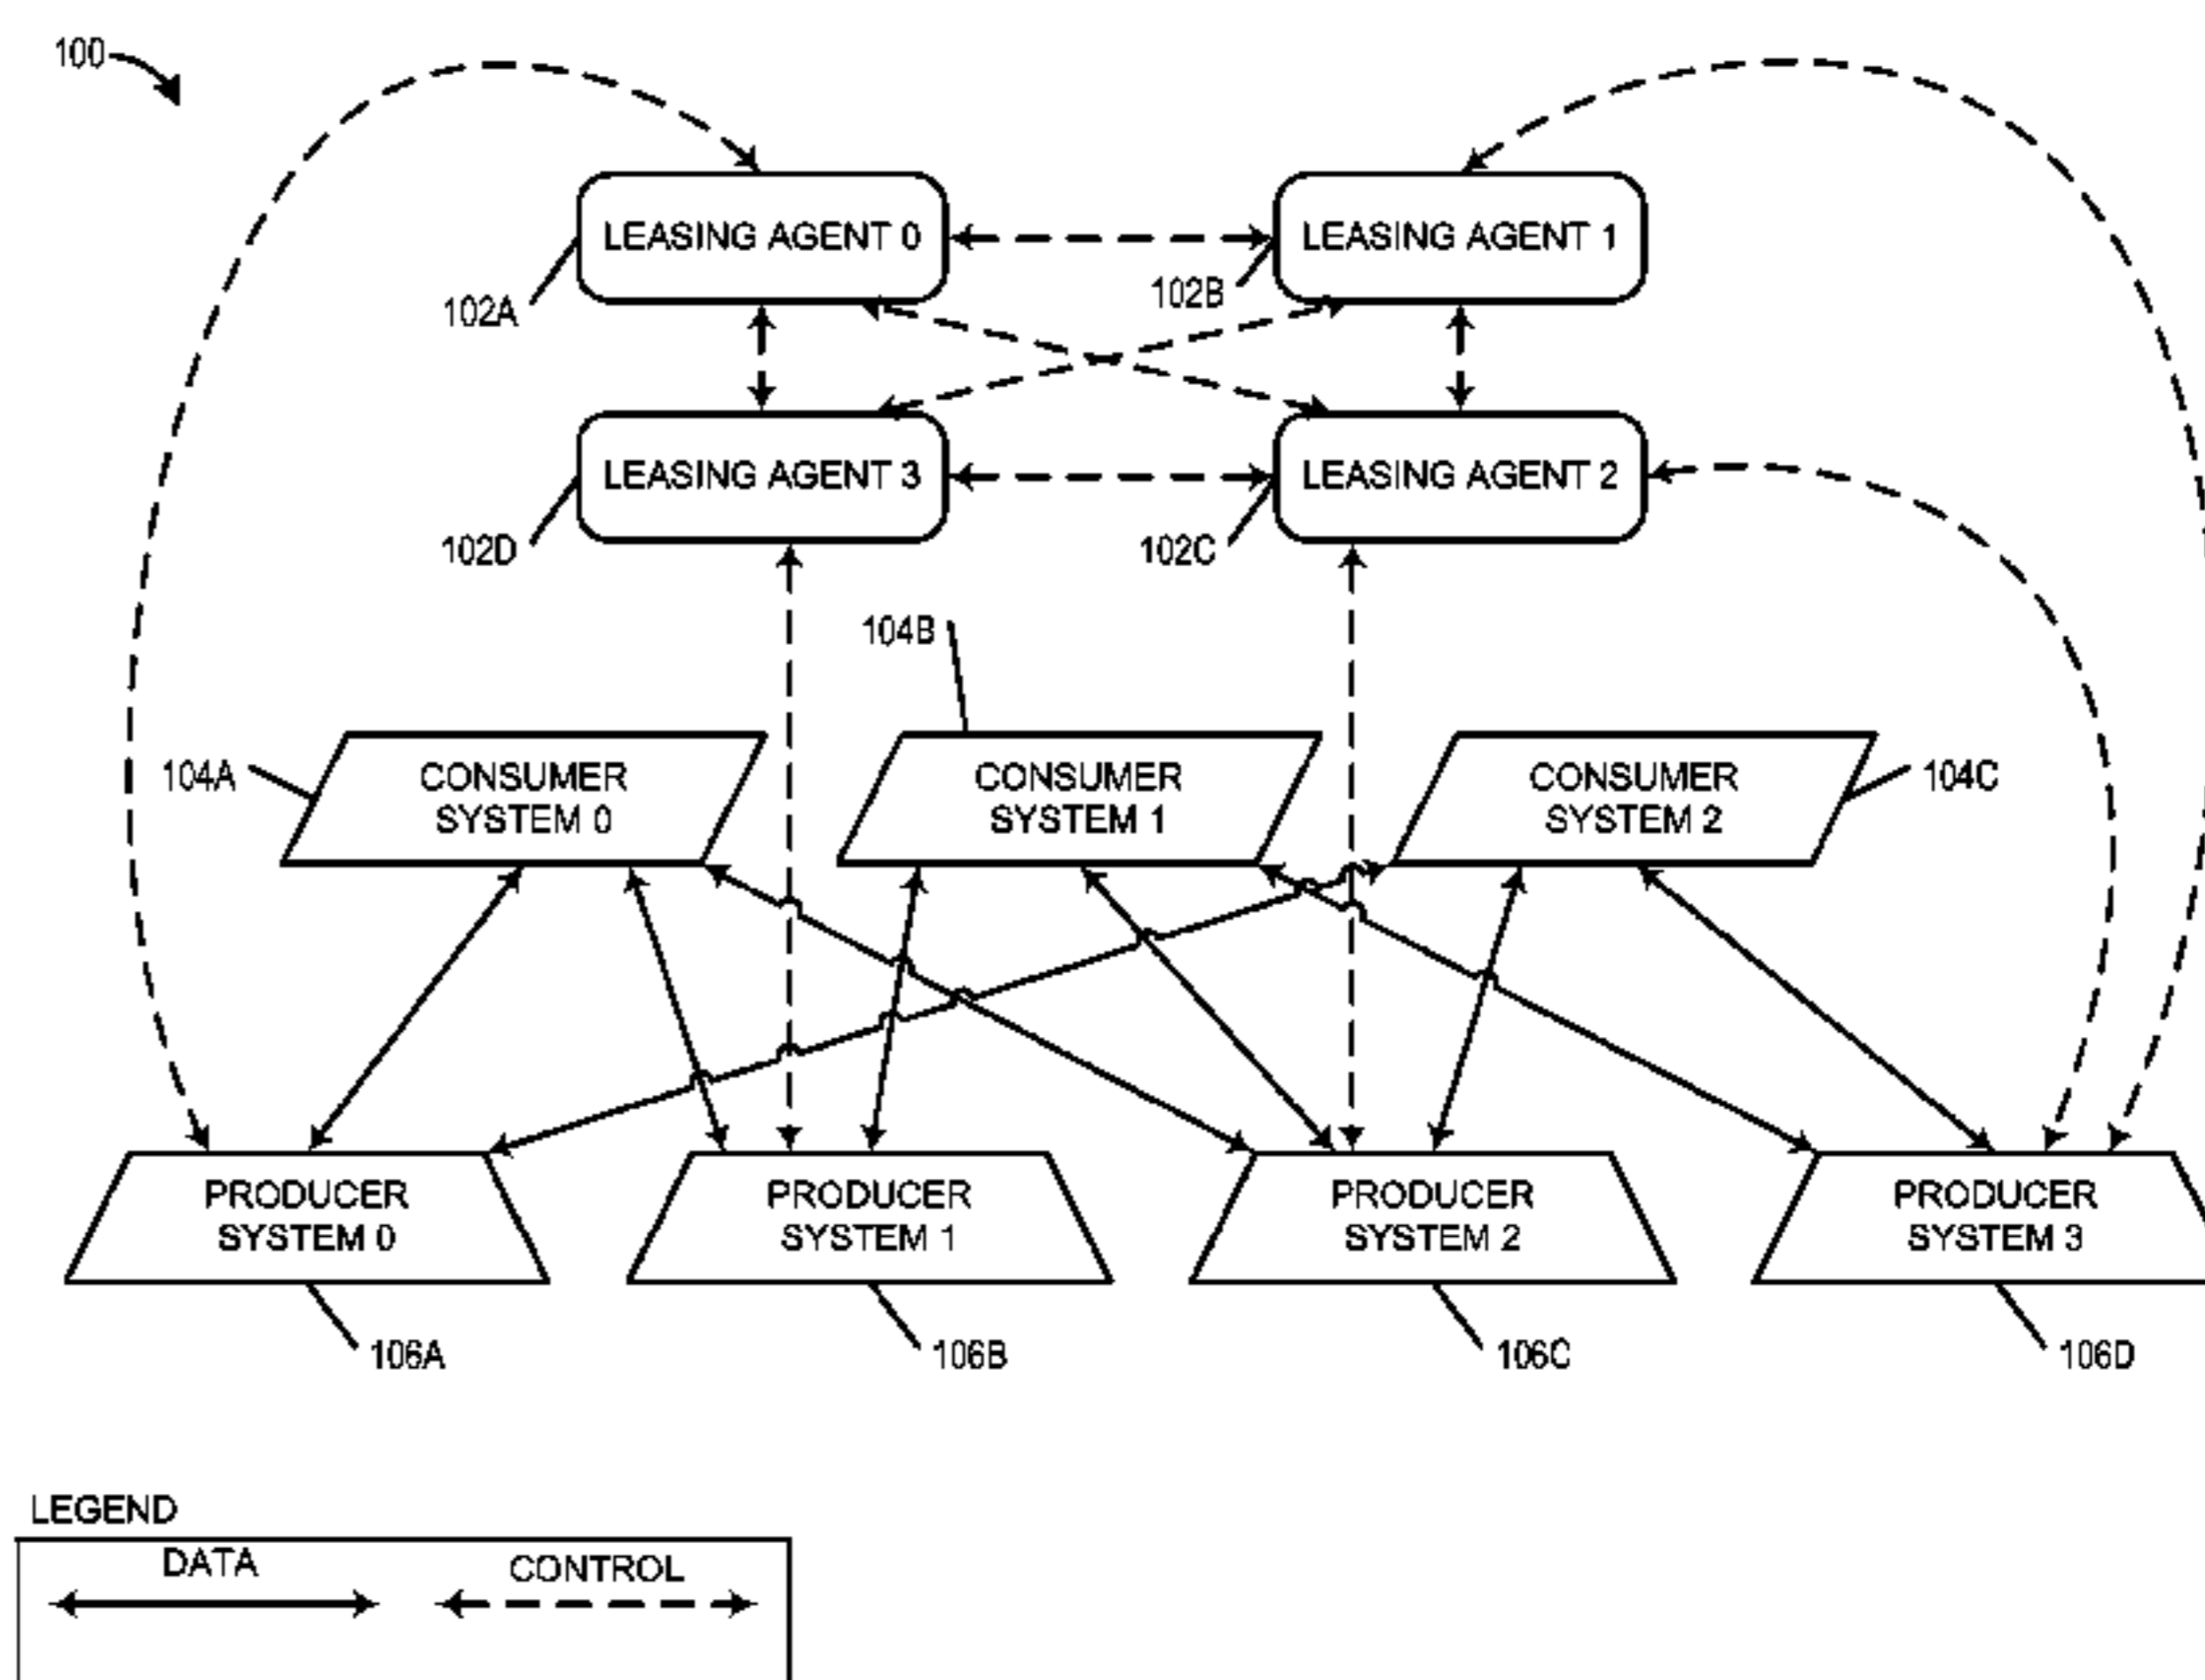 100
LEASING AGENT 0
LEASING AGENT 1
102A
102B
LEASING AGENT 3
LEASING AGENT 2
102D
102C
104B
104A
CONSUMER
SYSTEM 0
CONSUMER
SYSTEM 1
CONSUMER
SYSTEM 2
104C
PRODUCER
SYSTEM 0
PRODUCER
SYSTEM 1
PRODUCER
SYSTEM 2
PRODUCER
SYSTEM 3
106A
106B
106C
106D
LEGEND
DATA
CONTROL